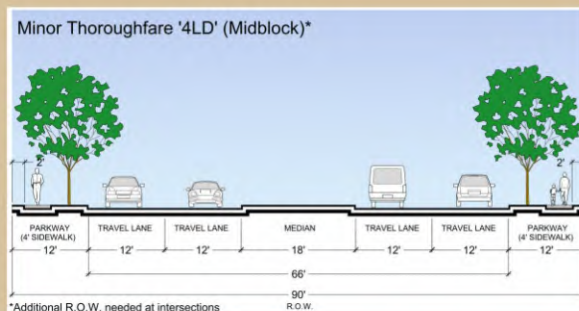 Minor Thoroughfare '4LD' (Midblock)*
2' 2'
PARKWAY TRAVEL LANE TRAVEL LANE MEDIAN TRAVEL LANE TRAVEL LANE PARKWAY
(4' SIDEWALK) (4' SIDEWALK)
12' 12' 12' 18' 12' 12' 12'
66'
90'
*Additional R.O.W. needed at intersections R.O.W.